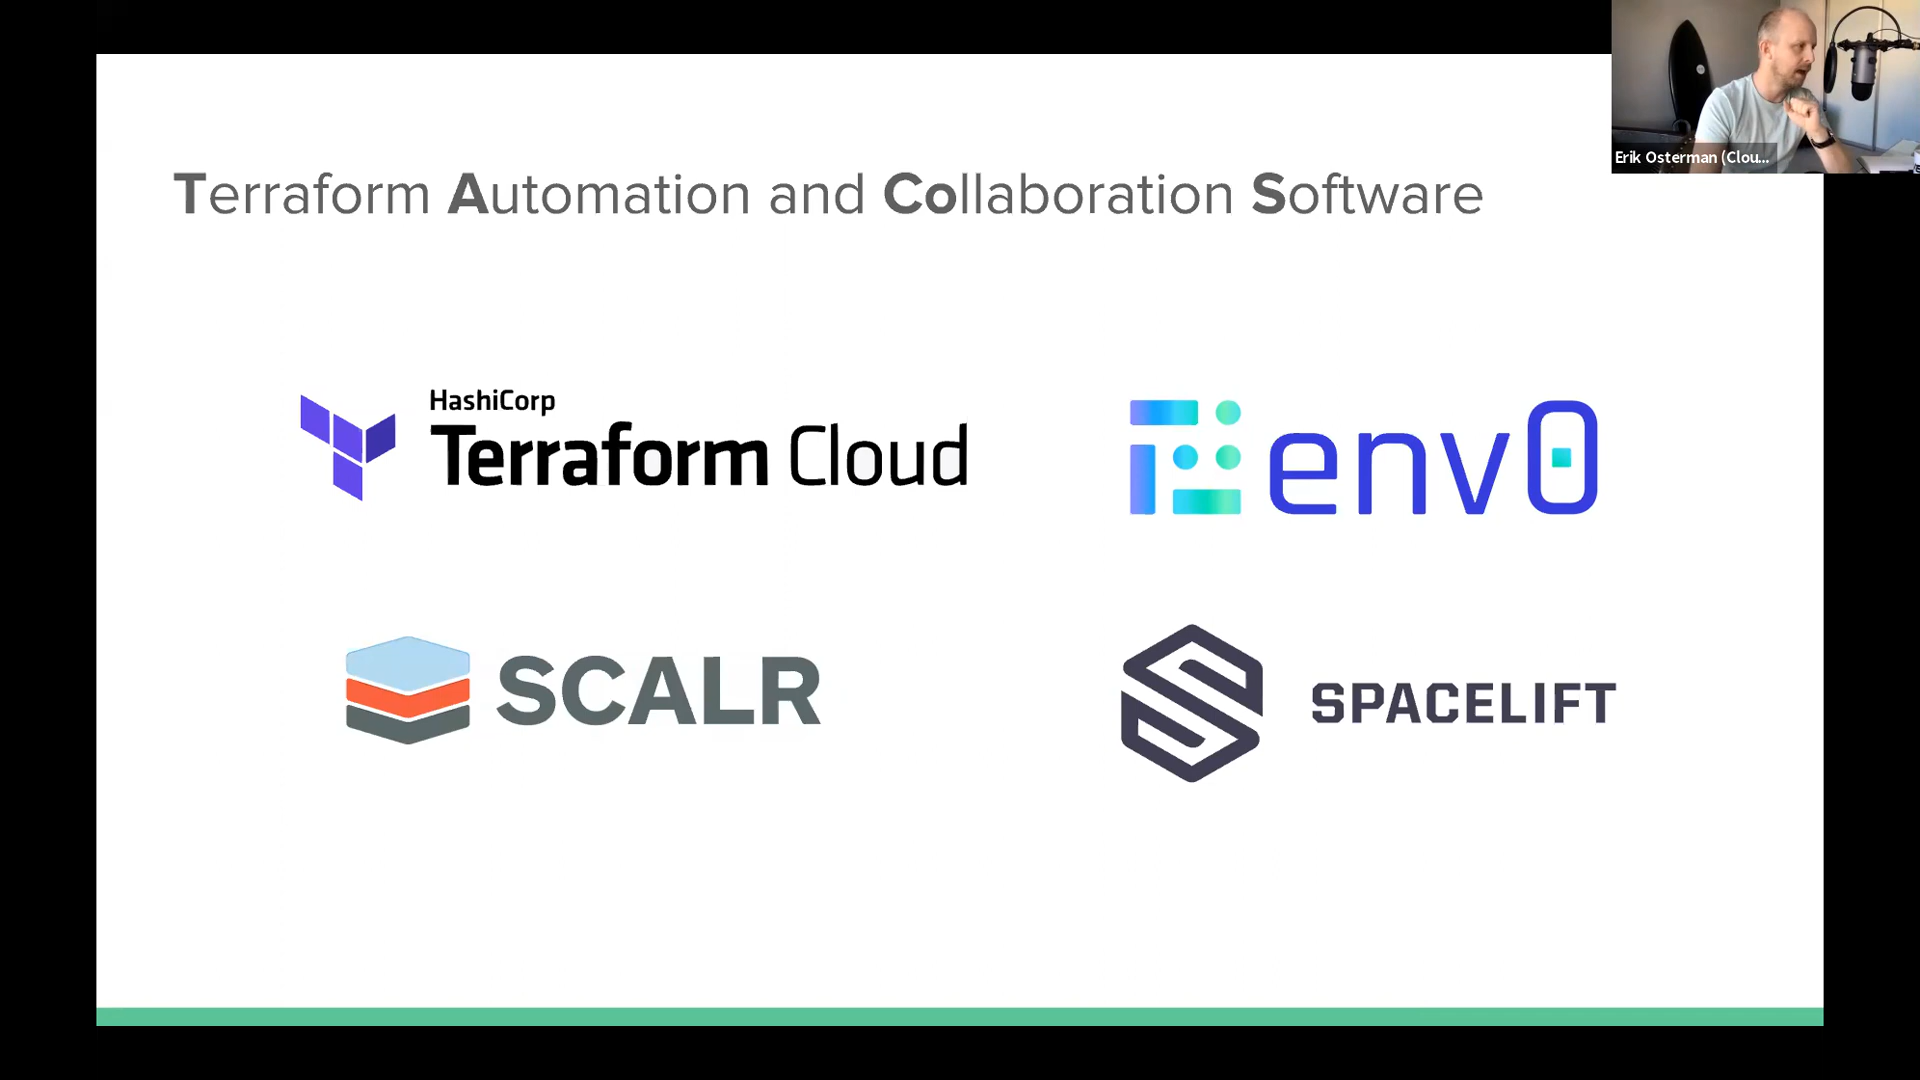 Terraform Automation and Collaboration Software
HashiCorp
Terraform Cloud
env0
SCALR
SPACELIFT
Erik Osterman (Clou...